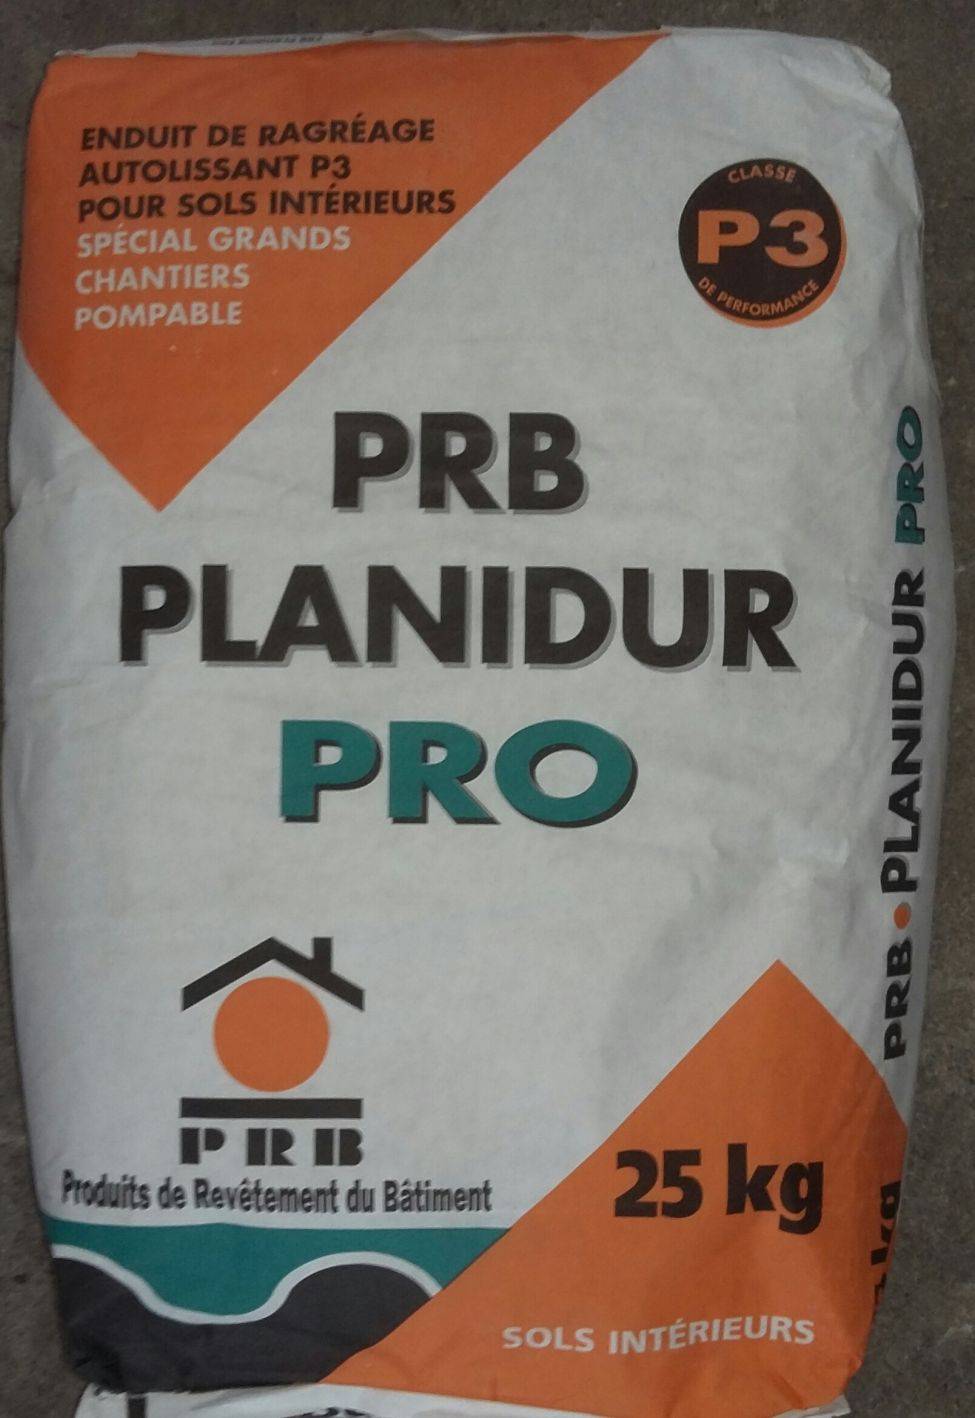 ENDUIT DE RAGRÉAGE
AUTOLISSANT P3
POUR SOLS INTÉRIEURS
SPÉCIAL GRANDS
CHANTIERS
POMPABLE
CLASSE
P3
DE PERFORMANCE
PRB
PLANIDUR
PRO
PRB
Produits de Revêtement du Bâtiment
25 kg
SOLS INTÉRIEURS
PRB • PLANIDUR PRO
kg